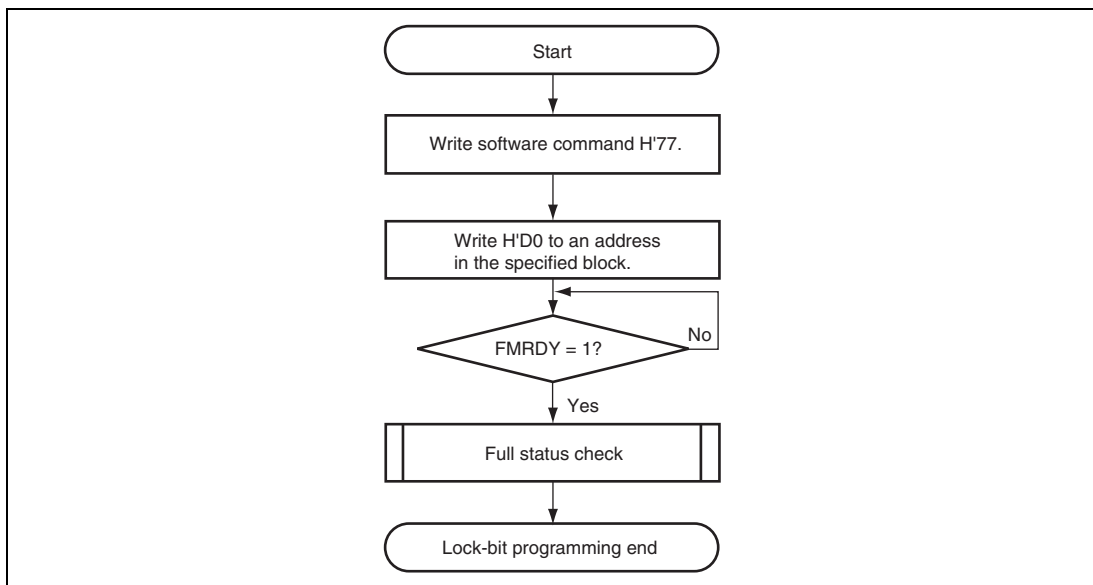 Start
Write software command H'77.
Write H'D0 to an address
in the specified block.
No
FMRDY = 1?
Yes
Full status check
Lock-bit programming end